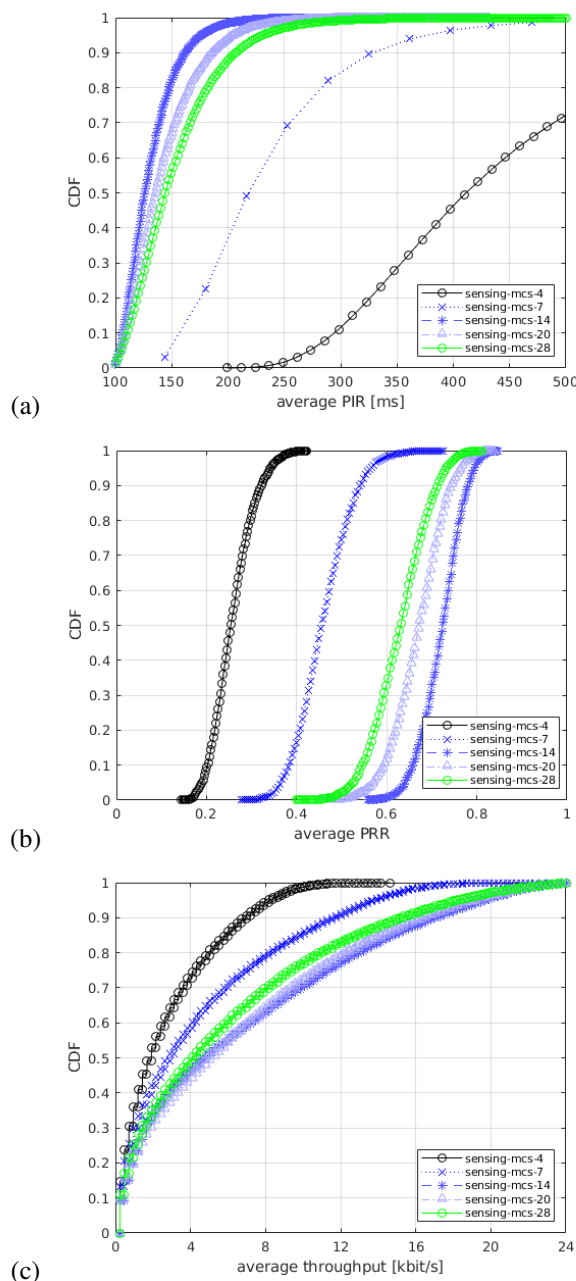 1
0.9
0.8
0.7
0.6
0.5
0.4
0.3
0.2
0.1
0
CDF
sensing-mcs-4
sensing-mcs-7
sensing-mcs-14
sensing-mcs-20
sensing-mcs-28
100 150 200 250 300 350 400 450 500
average PIR [ms]
(a)
1
0.9
0.8
0.7
0.6
0.5
0.4
0.3
0.2
0.1
0
CDF
sensing-mcs-4
sensing-mcs-7
sensing-mcs-14
sensing-mcs-20
sensing-mcs-28
0 0.2 0.4 0.6 0.8 1
average PRR
(b)
1
0.9
0.8
0.7
0.6
0.5
0.4
0.3
0.2
0.1
0
CDF
sensing-mcs-4
sensing-mcs-7
sensing-mcs-14
sensing-mcs-20
sensing-mcs-28
0 4 8 12 16 20 24
average throughput [kbit/s]
(c)